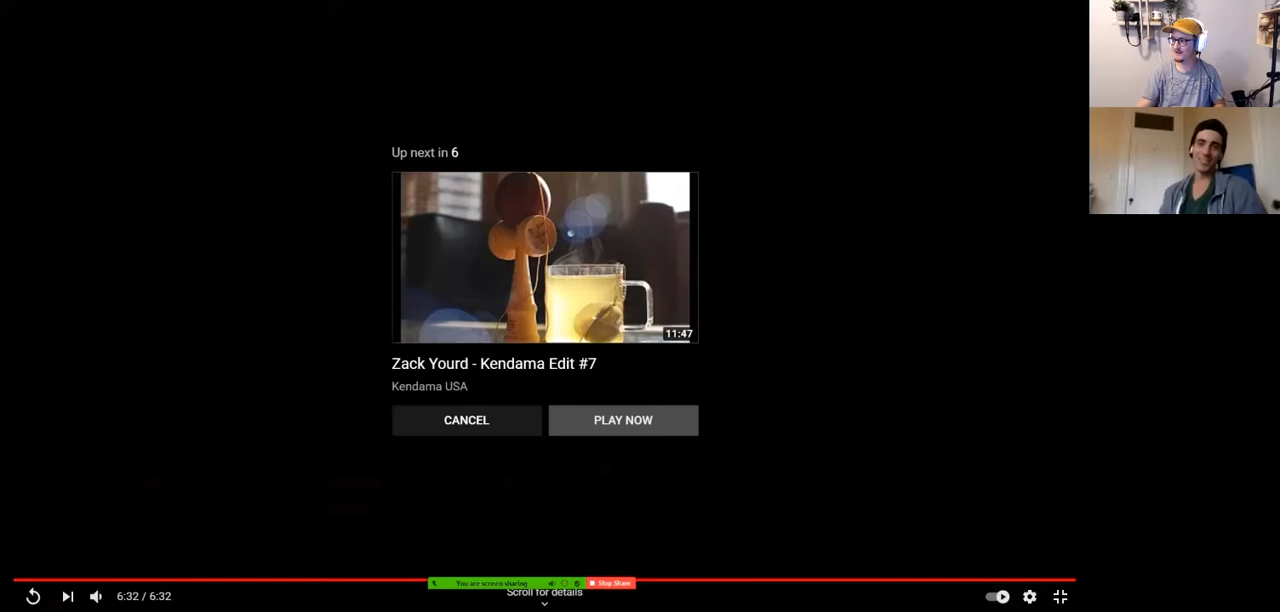 Up next in 6
11:47
Zack Yourd - Kendama Edit #7
Kendama USA
CANCEL
PLAY NOW
You are screen sharing
Stop Share
6:32 / 6:32
Scroll for details